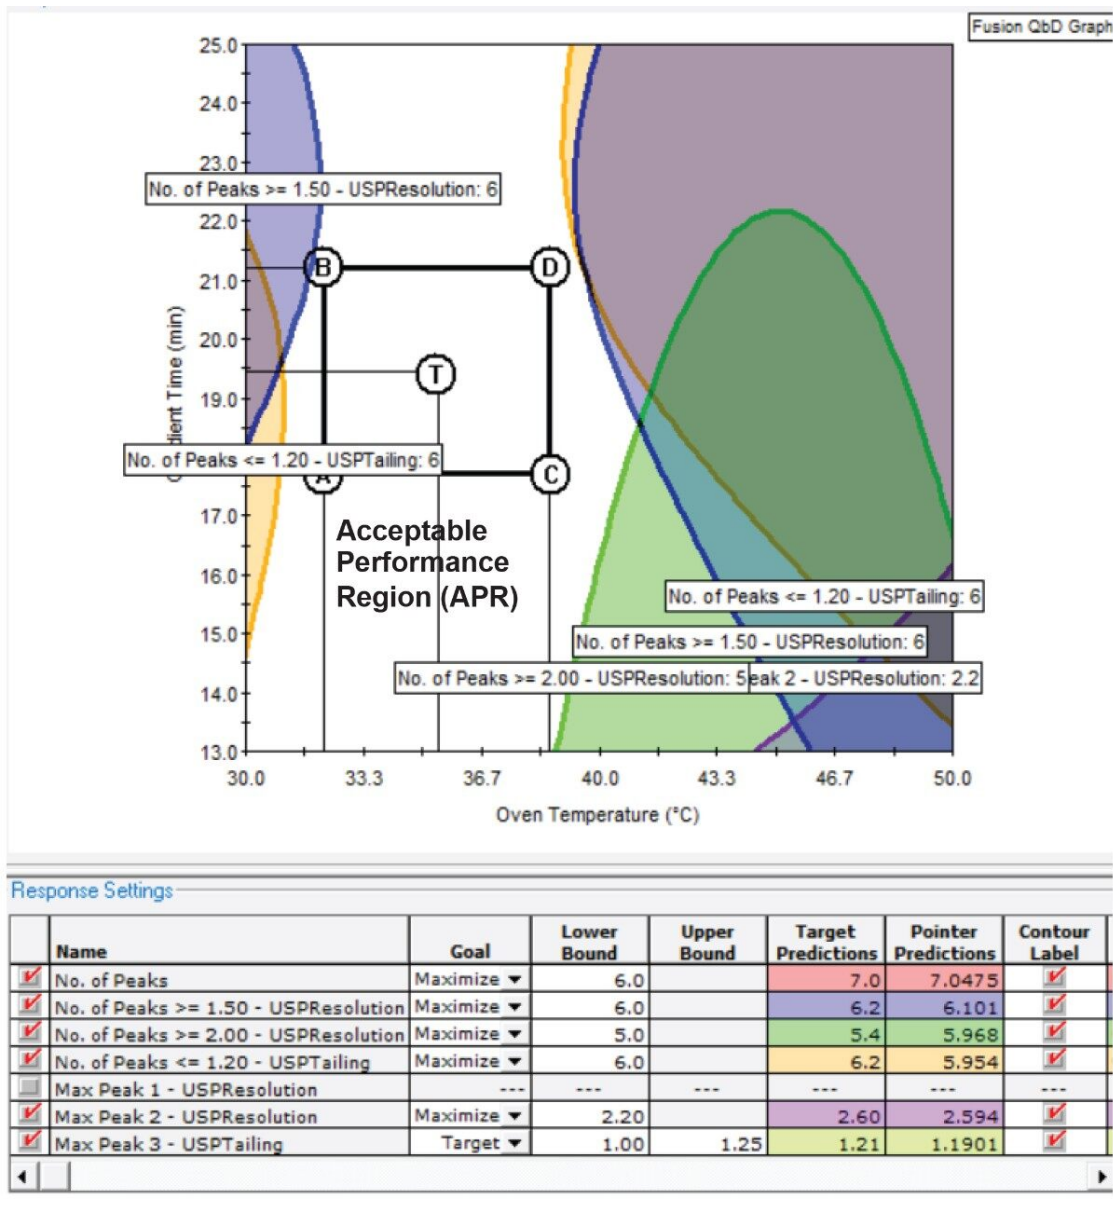 Fusion QbD Graph
25.0
24.0
23.0
No. of Peaks >= 1.50 - USPResolution: 6
22.0
B
D
21.0
20.0
T
19.0
dient Time (min)
No. of Peaks <= 1.20 - USPTailing: 6
C
17.0
Acceptable
Performance
Region (APR)
16.0
No. of Peaks <= 1.20 - USPTailing: 6
15.0
No. of Peaks >= 1.50 - USPResolution: 6
No. of Peaks >= 2.00 - USPResolution: 5 eak 2 - USPResolution: 2.2
14.0
13.0
30.0 33.3 36.7 40.0 43.3 46.7 50.0
Oven Temperature (°C)
Response Settings
Name Goal Lower Bound Upper Bound Target Predictions Pointer Predictions Contour Label
No. of Peaks Maximize 6.0 7.0 7.0475
No. of Peaks >= 1.50 - USPResolution Maximize 6.0 6.2 6.101
No. of Peaks >= 2.00 - USPResolution Maximize 5.0 5.4 5.968
No. of Peaks <= 1.20 - USPTailing Maximize 6.0 6.2 5.954
Max Peak 1 - USPResolution --- --- --- --- --- ---
Max Peak 2 - USPResolution Maximize 2.20 2.60 2.594
Max Peak 3 - USPTailing Target 1.00 1.25 1.21 1.1901